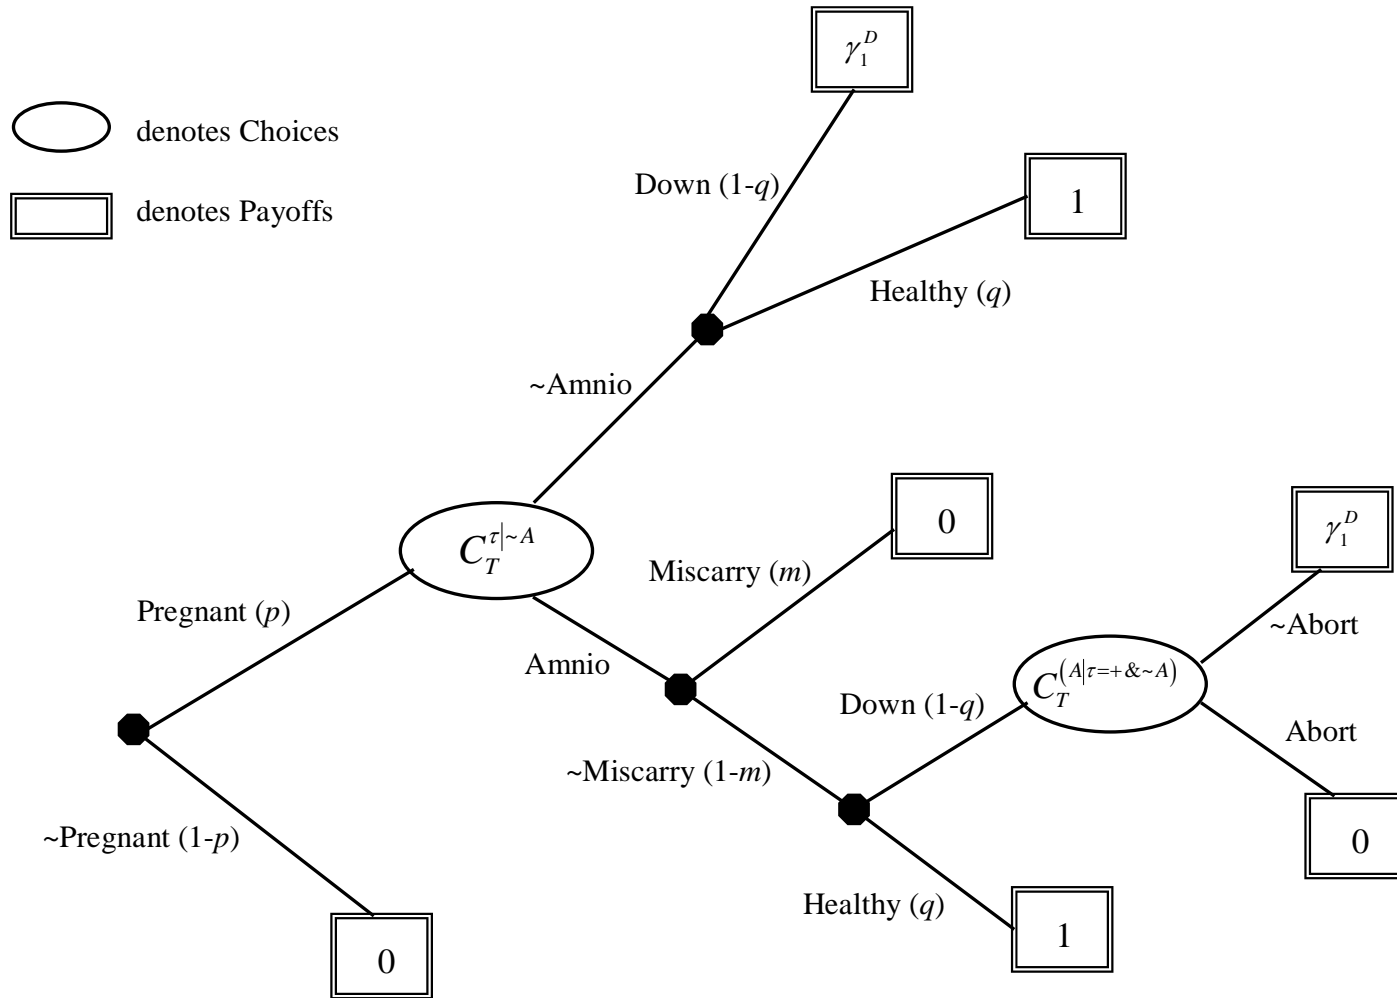 γ₁ᴰ
denotes Choices
Down (1-q)
1
denotes Payoffs
Healthy (q)
~Amnio
0
γ₁ᴰ
C_T^{τ|~A}
Miscarry (m)
Pregnant (p)
~Abort
Amnio
C_T^{(A|τ=+&~A)}
Down (1-q)
Abort
~Miscarry (1-m)
~Pregnant (1-p)
0
Healthy (q)
1
0